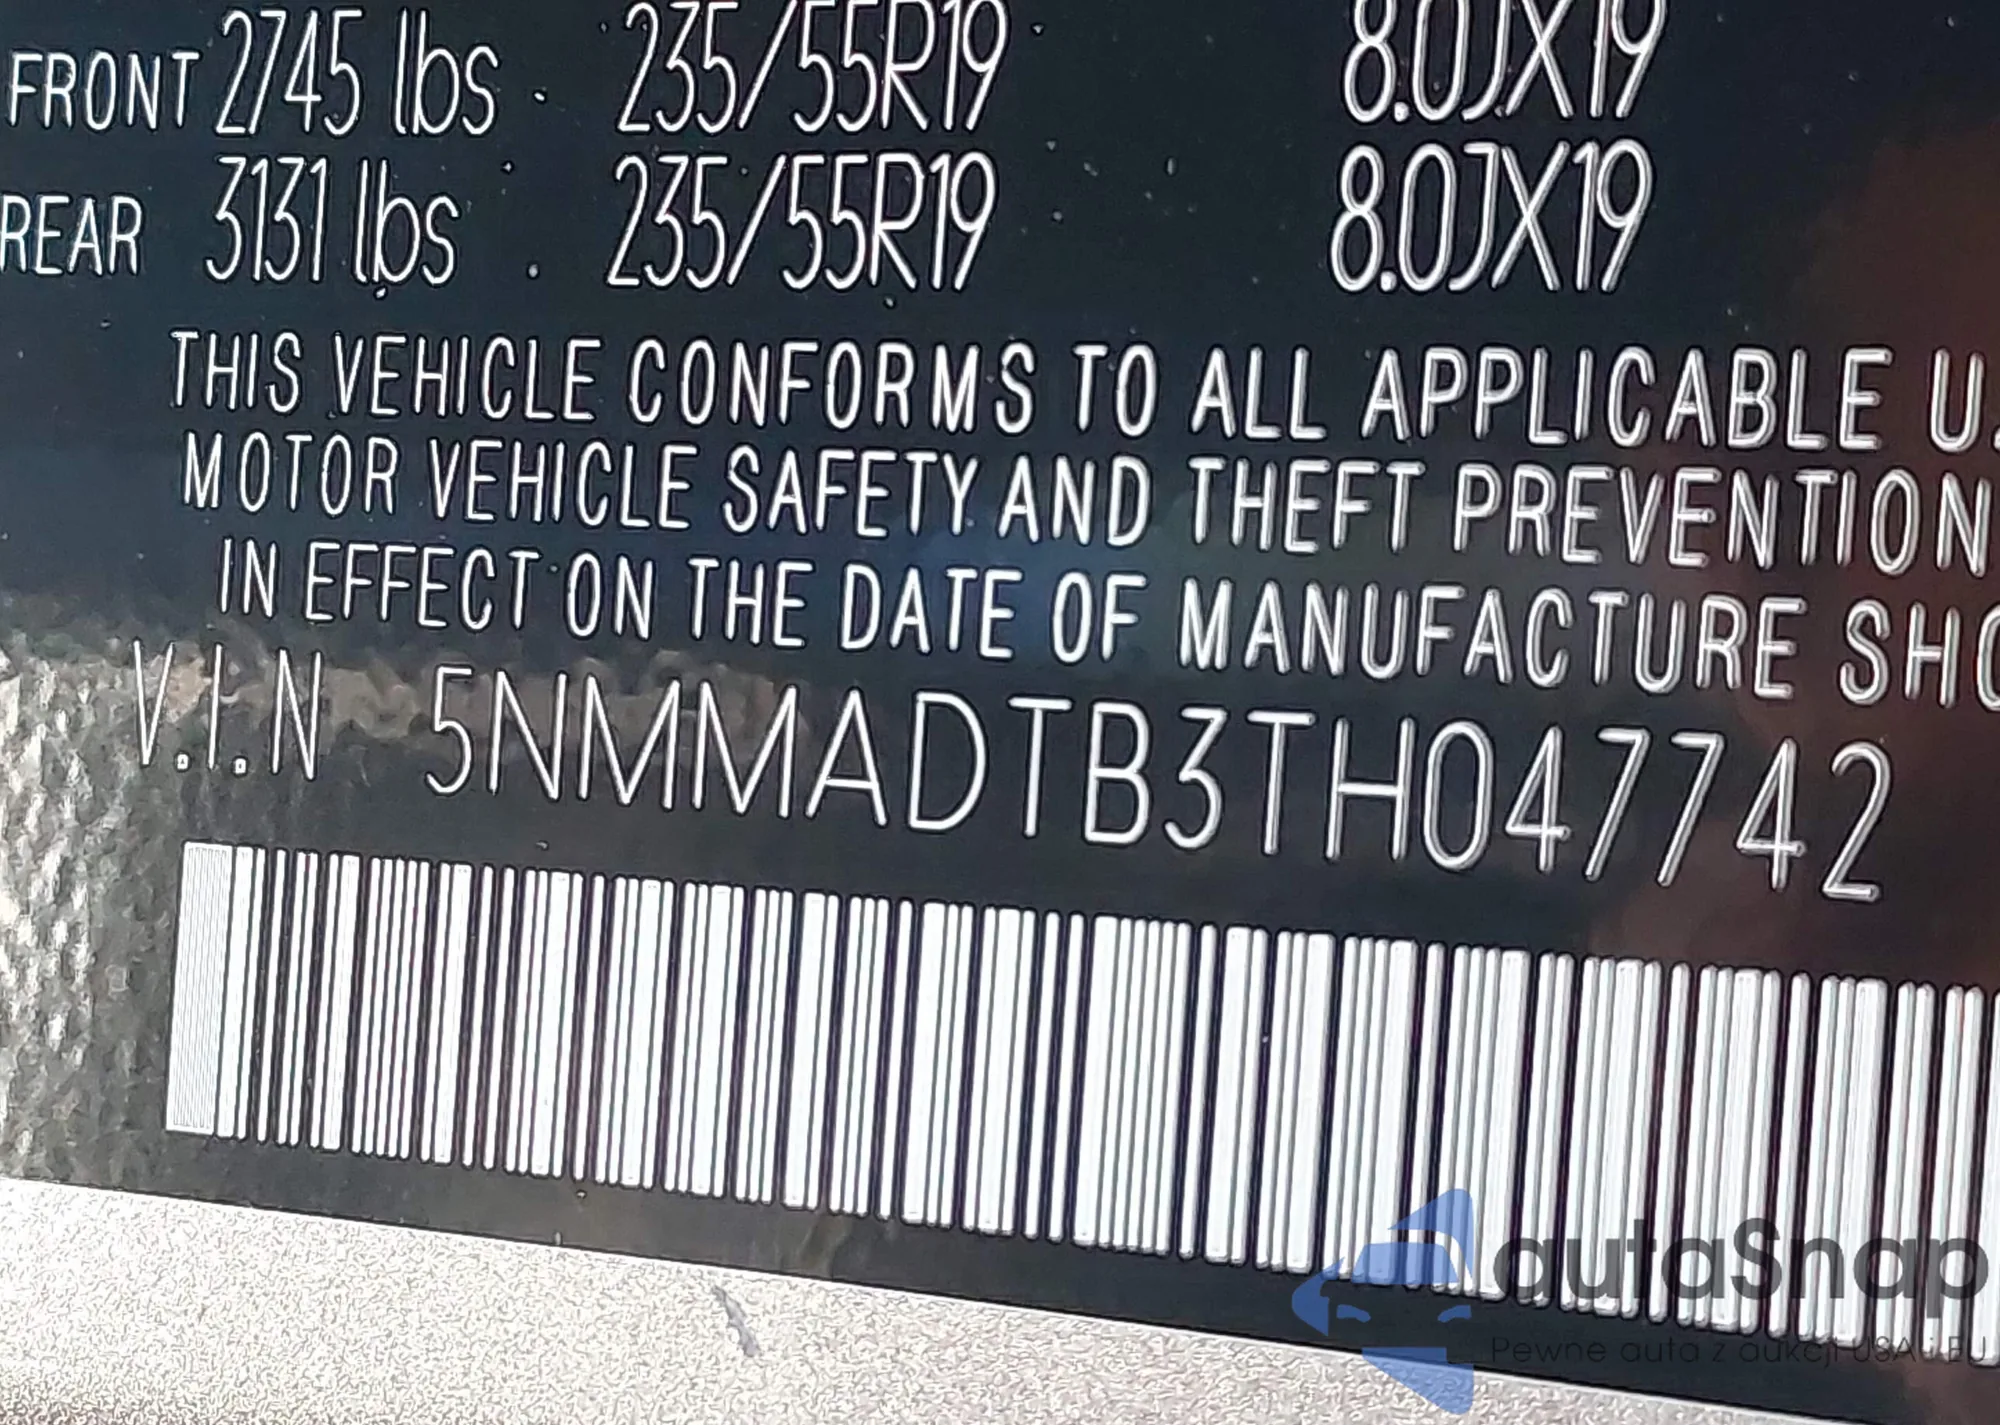 FRONT 2745 lbs 235/55R19 8.0JX19
REAR 3131 lbs 235/55R19 8.0JX19
THIS VEHICLE CONFORMS TO ALL APPLICABLE U.
MOTOR VEHICLE SAFETY AND THEFT PREVENTION
IN EFFECT ON THE DATE OF MANUFACTURE SHO
V.I.N 5NMMADTB3TH047742
autaSnap
Pewne auta z aukcji USA i EU